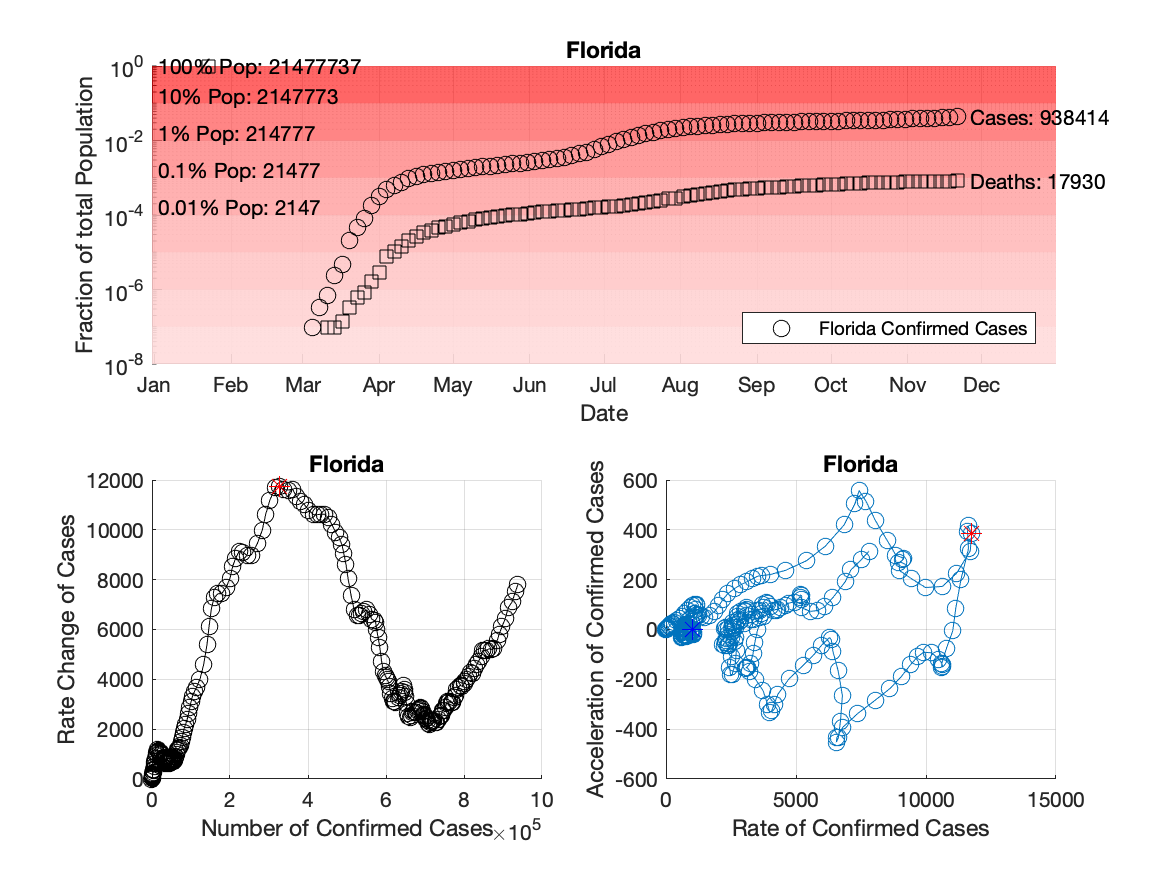 Florida
10^0
10^-2
10^-4
10^-6
10^-8
Fraction of total Population
100% Pop: 21477737
10% Pop: 2147773
1% Pop: 214777
0.1% Pop: 21477
0.01% Pop: 2147
Cases: 938414
Deaths: 17930
Florida Confirmed Cases
Jan Feb Mar Apr May Jun Jul Aug Sep Oct Nov Dec
Date
Florida
12000
10000
8000
6000
4000
2000
0
Rate Change of Cases
0 2 4 6 8 10
Number of Confirmed Cases ×10^5
Florida
600
400
200
0
-200
-400
-600
Acceleration of Confirmed Cases
0 5000 10000 15000
Rate of Confirmed Cases